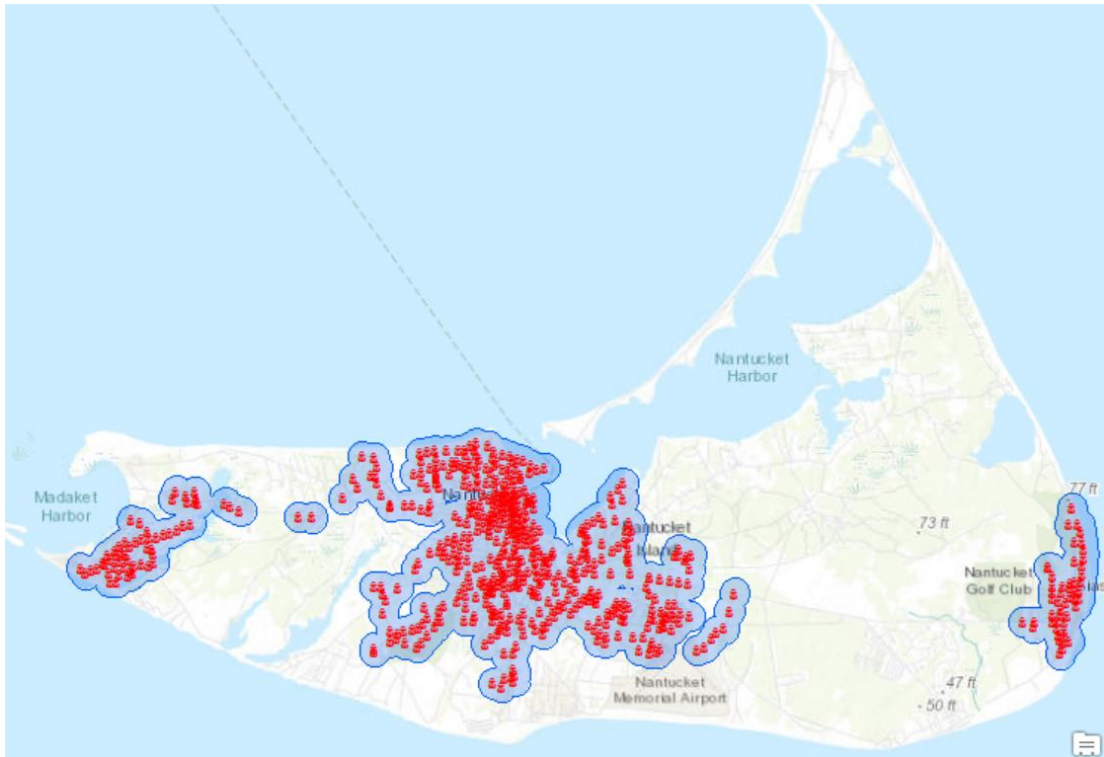 Nantucket
Harbor
Madaket
Harbor
77 ft
73 ft
Island
Nantucket
Golf Club
Nantucket
Memorial Airport
47 ft
50 ft